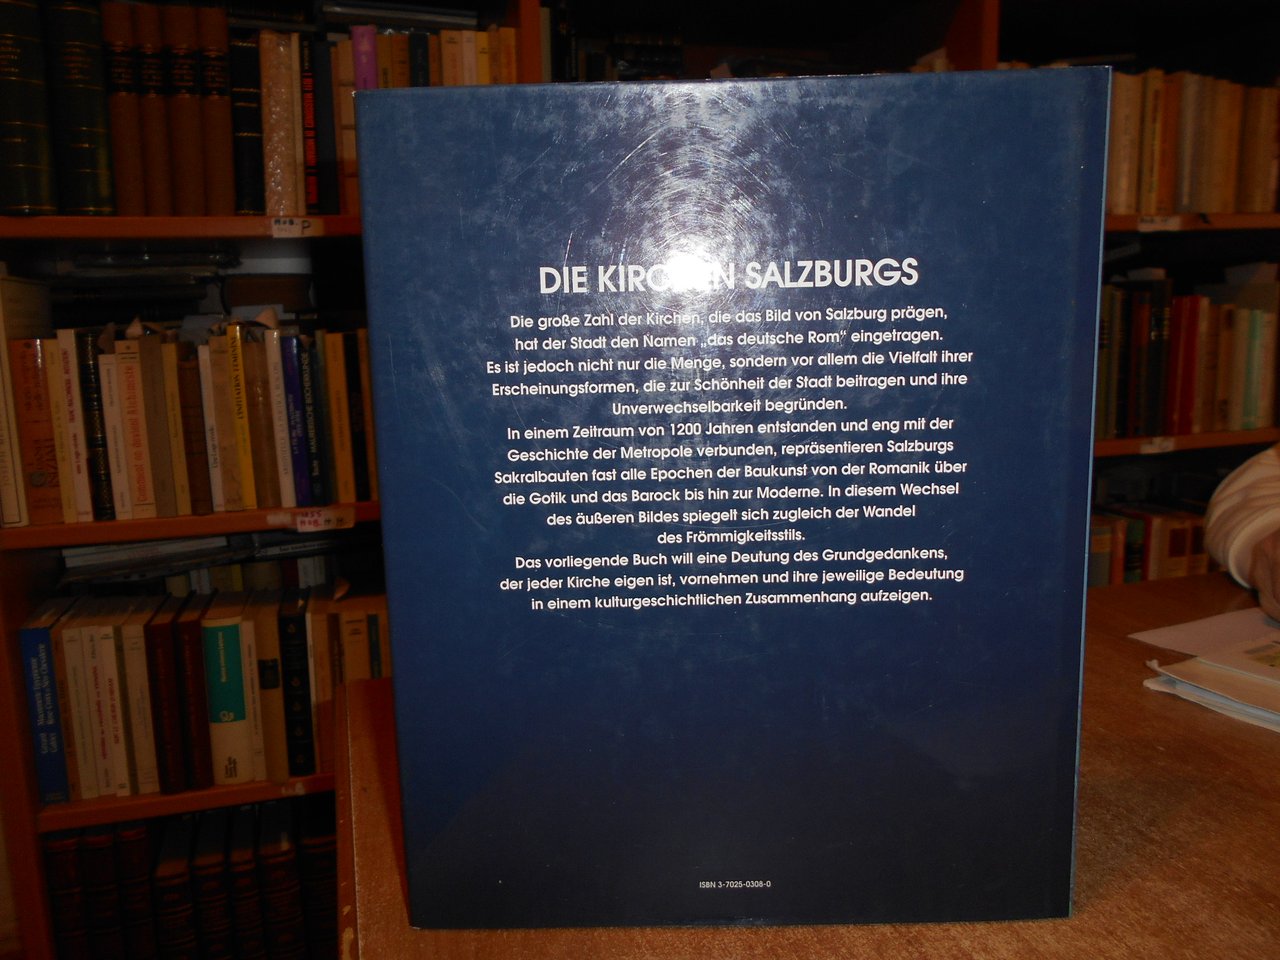 DIE KIRCHEN SALZBURGS
Die große Zahl der Kirchen, die das Bild von Salzburg prägen,
hat der Stadt den Namen „das deutsche Rom“ eingetragen.
Es ist jedoch nicht nur die Menge, sondern vor allem die Vielfalt ihrer
Erscheinungsformen, die zur Schönheit der Stadt beitragen und ihre
Unverwechselbarkeit begründen.
In einem Zeitraum von 1200 Jahren entstanden und eng mit der
Geschichte der Metropole verbunden, repräsentieren Salzburgs
Sakralbauten fast alle Epochen der Baukunst von der Romanik über
die Gotik und das Barock bis hin zur Moderne. In diesem Wechsel
des äußeren Bildes spiegelt sich zugleich der Wandel
des Frömmigkeitsstils.
Das vorliegende Buch will eine Deutung des Grundgedankens,
der jeder Kirche eigen ist, vornehmen und ihre jeweilige Bedeutung
in einem kulturgeschichtlichen Zusammenhang aufzeigen.
ISBN 3-7025-0308-0